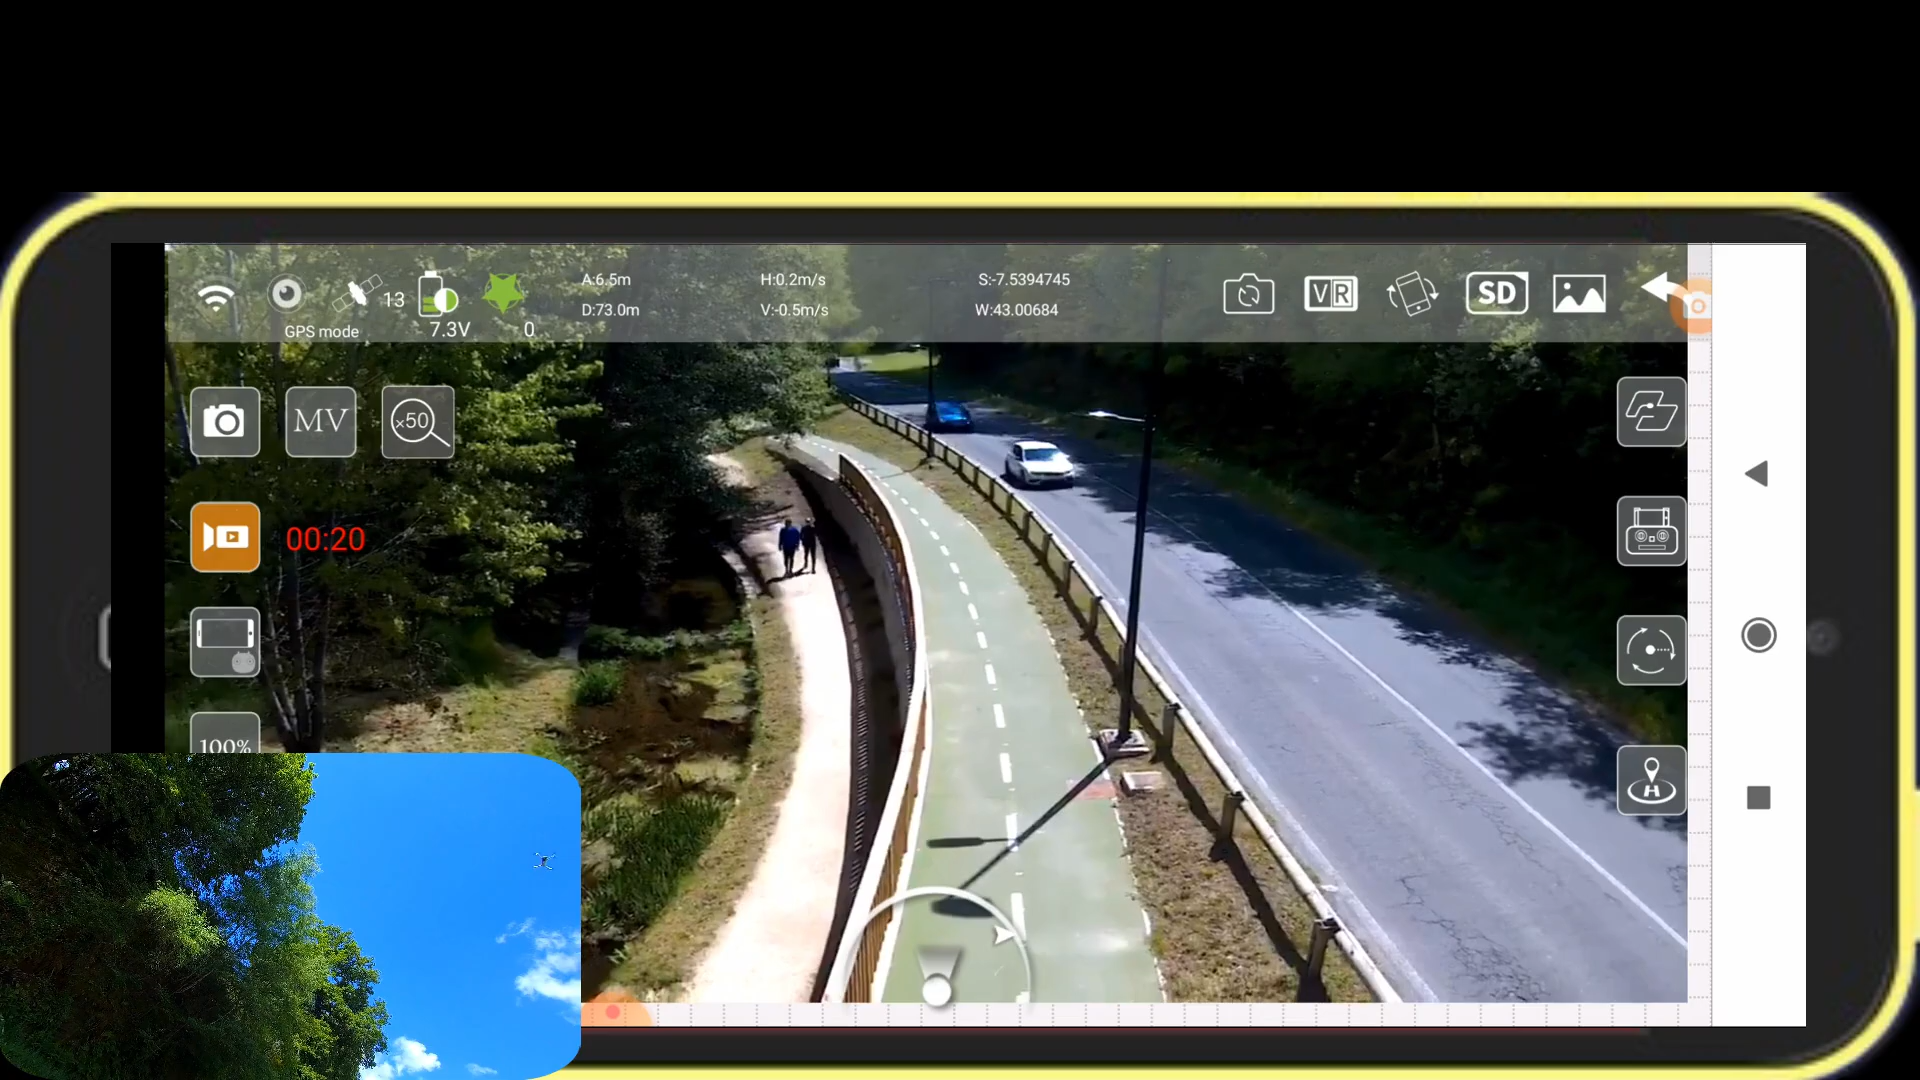 A:6.5m
H:0.2m/s
S:-7.5394745
13
D:73.0m
V:-0.5m/s
W:43.00684
GPS mode
7.3V
0
VR
SD
MV
×50
00:20
100%
H